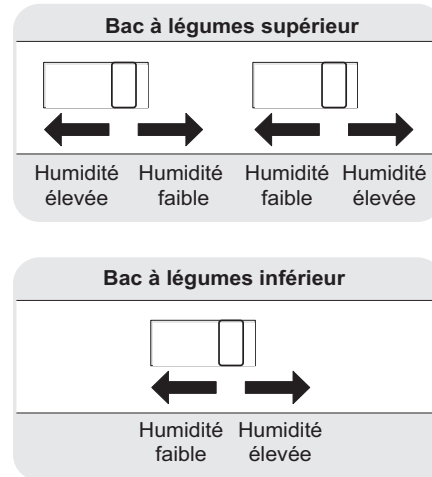 Bac à légumes supérieur
Humidité élevée
Humidité faible
Humidité faible
Humidité élevée
Bac à légumes inférieur
Humidité faible
Humidité élevée